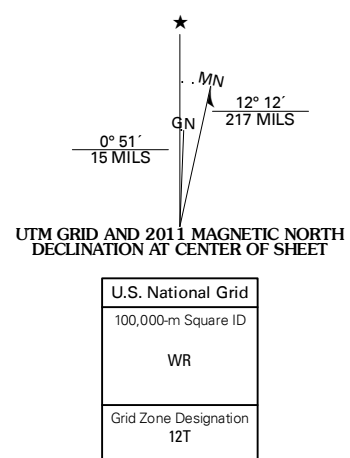 ★
MN
GN
12° 12´
217 MILS
0° 51´
15 MILS
UTM GRID AND 2011 MAGNETIC NORTH
DECLINATION AT CENTER OF SHEET
U.S. National Grid
100,000-m Square ID
WR
Grid Zone Designation
12T